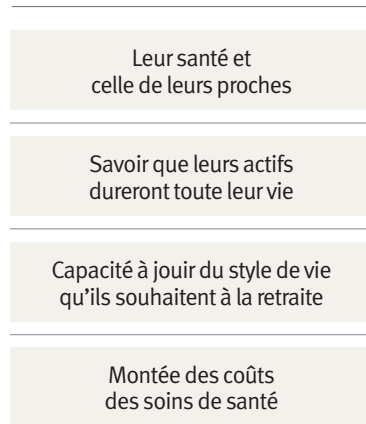 Leur santé et
celle de leurs proches
Savoir que leurs actifs
dureront toute leur vie
Capacité à jouir du style de vie
qu'ils souhaitent à la retraite
Montée des coûts
des soins de santé